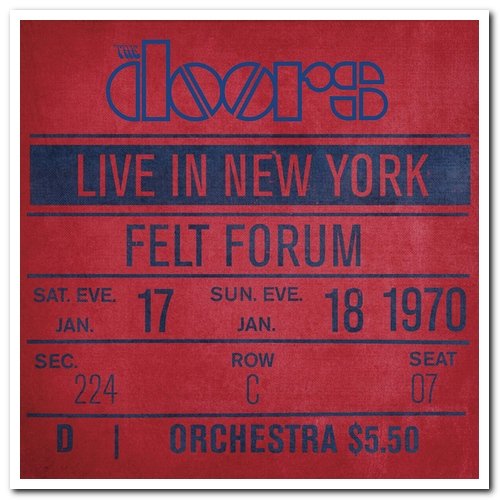 THE
doors
LIVE IN NEW YORK
FELT FORUM
SAT. EVE. JAN. 17 SUN. EVE. JAN. 18 1970
SEC. ROW SEAT
224 C 07
D | ORCHESTRA $5.50